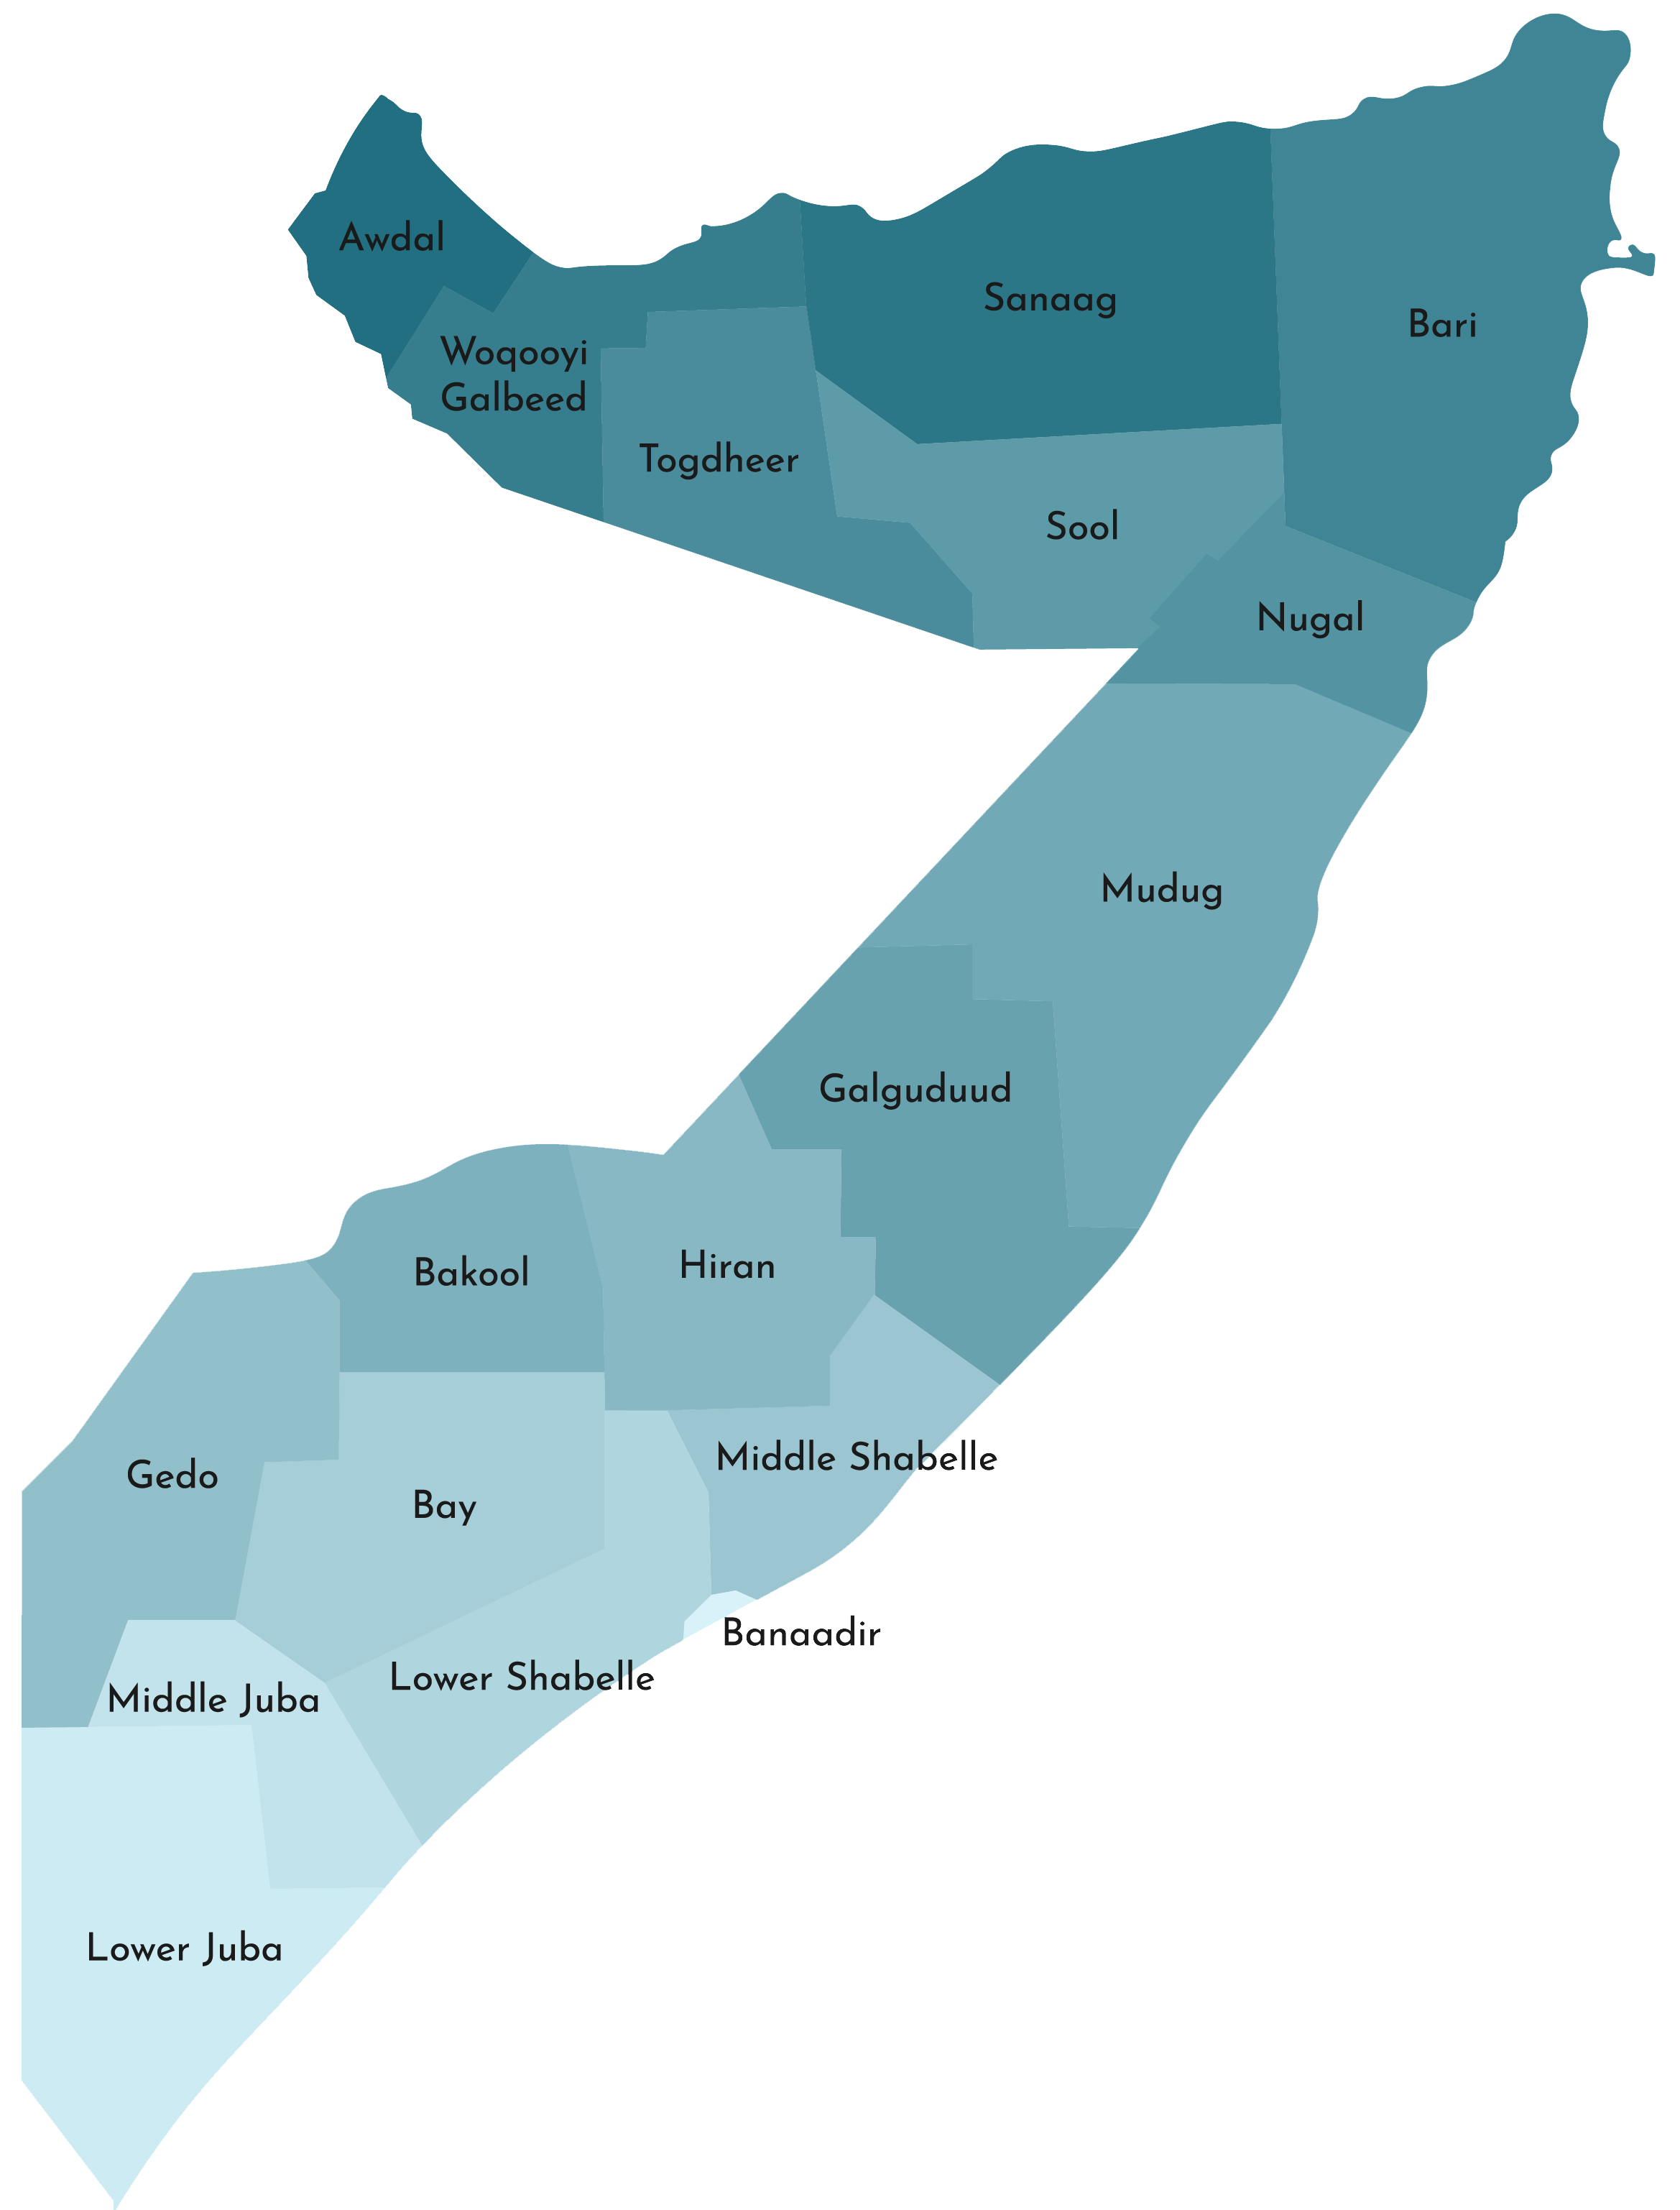 Awdal
Sanaag
Bari
Woqooyi
Galbeed
Togdheer
Sool
Nugal
Mudug
Galguduud
Hiran
Bakool
Middle Shabelle
Gedo
Bay
Banaadir
Lower Shabelle
Middle Juba
Lower Juba